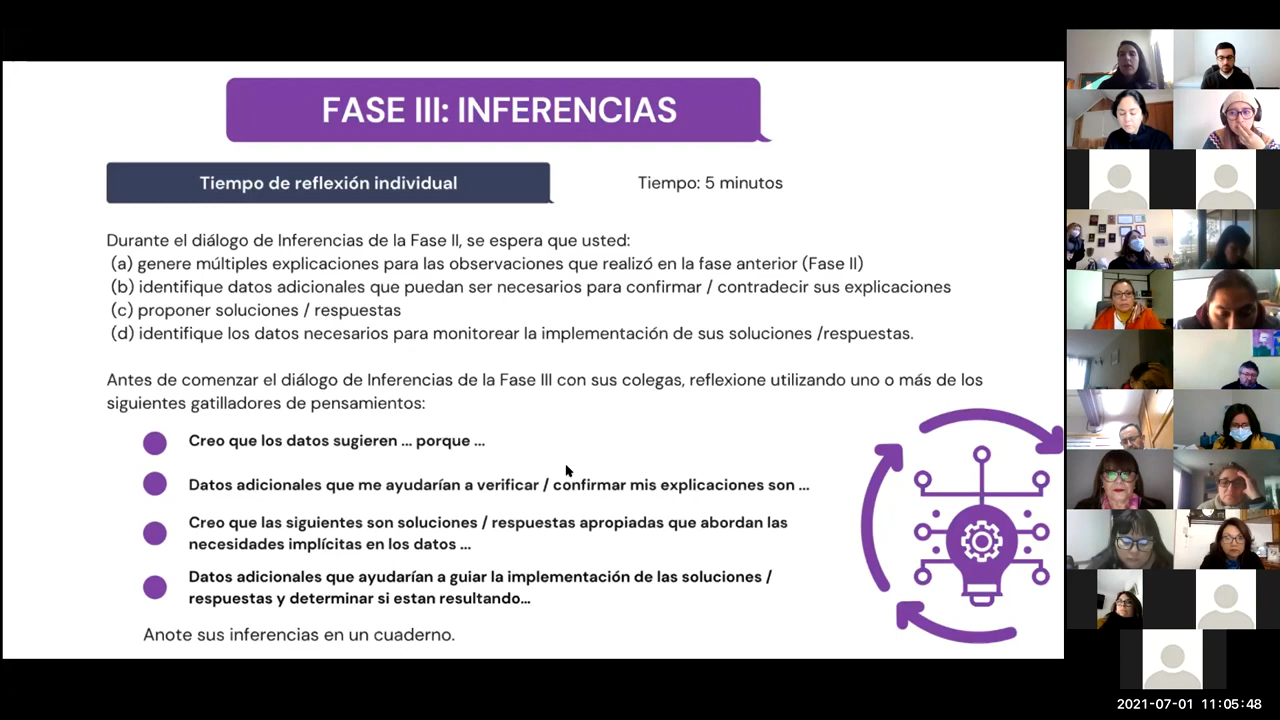 FASE III: INFERENCIAS
Tiempo de reflexión individual
Tiempo: 5 minutos
Durante el diálogo de Inferencias de la Fase II, se espera que usted:
(a) genere múltiples explicaciones para las observaciones que realizó en la fase anterior (Fase II)
(b) identifique datos adicionales que puedan ser necesarios para confirmar / contradecir sus explicaciones
(c) proponer soluciones / respuestas
(d) identifique los datos necesarios para monitorear la implementación de sus soluciones /respuestas.
Antes de comenzar el diálogo de Inferencias de la Fase III con sus colegas, reflexione utilizando uno o más de los
siguientes gatilladores de pensamientos:
Creo que los datos sugieren ... porque ...
Datos adicionales que me ayudarían a verificar / confirmar mis explicaciones son ...
Creo que las siguientes son soluciones / respuestas apropiadas que abordan las
necesidades implícitas en los datos ...
Datos adicionales que ayudarían a guiar la implementación de las soluciones /
respuestas y determinar si estan resultando...
Anote sus inferencias en un cuaderno.
2021-07-01 11:05:48